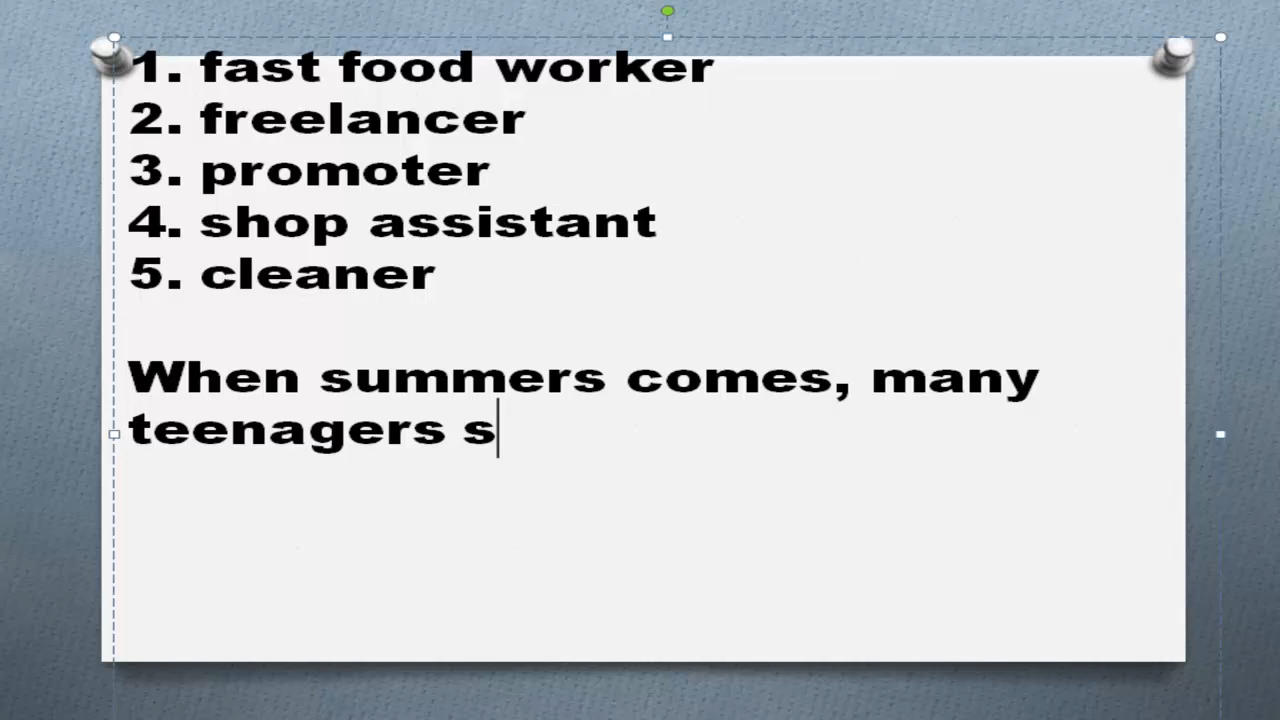 1. fast food worker
2. freelancer
3. promoter
4. shop assistant
5. cleaner
When summers comes, many
teenagers s